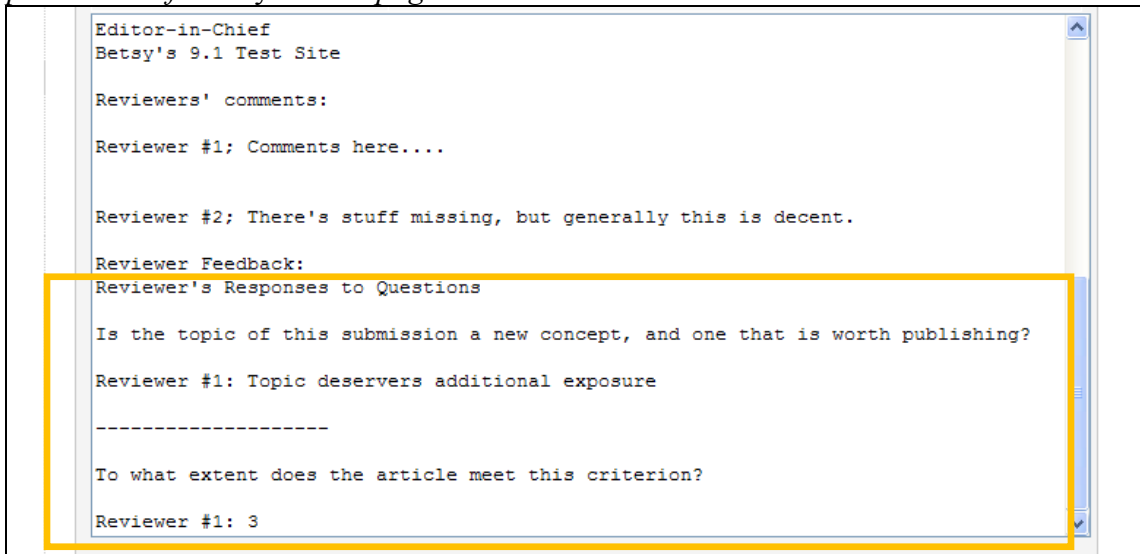 Editor-in-Chief
Betsy's 9.1 Test Site
Reviewers' comments:
Reviewer #1; Comments here....
Reviewer #2; There's stuff missing, but generally this is decent.
Reviewer Feedback:
Reviewer's Responses to Questions
Is the topic of this submission a new concept, and one that is worth publishing?
Reviewer #1: Topic deservers additional exposure
--------------------
To what extent does the article meet this criterion?
Reviewer #1: 3